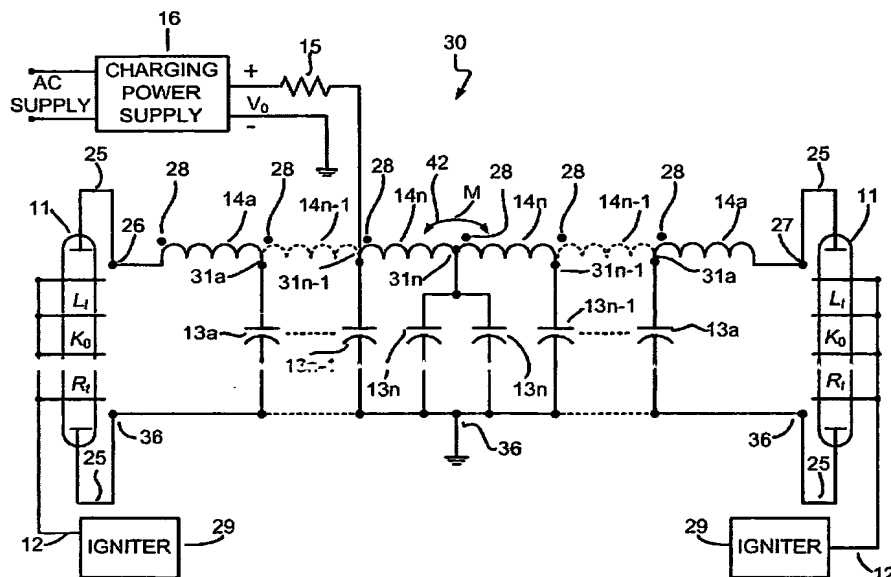 16
15
30
CHARGING
POWER
SUPPLY
AC
SUPPLY
+
V₀
-
25
28
28
28
42
M
28
28
28
25
11
26
14a
14n-1
14n
14n
14n-1
14a
27
11
31a
31n-1
31n
31n-1
31a
Lₜ
K₀
Rₜ
13a
13n-1
13n
13n
13n-1
13a
Lₜ
K₀
Rₜ
36
36
36
25
25
12
IGNITER
29
29
IGNITER
12